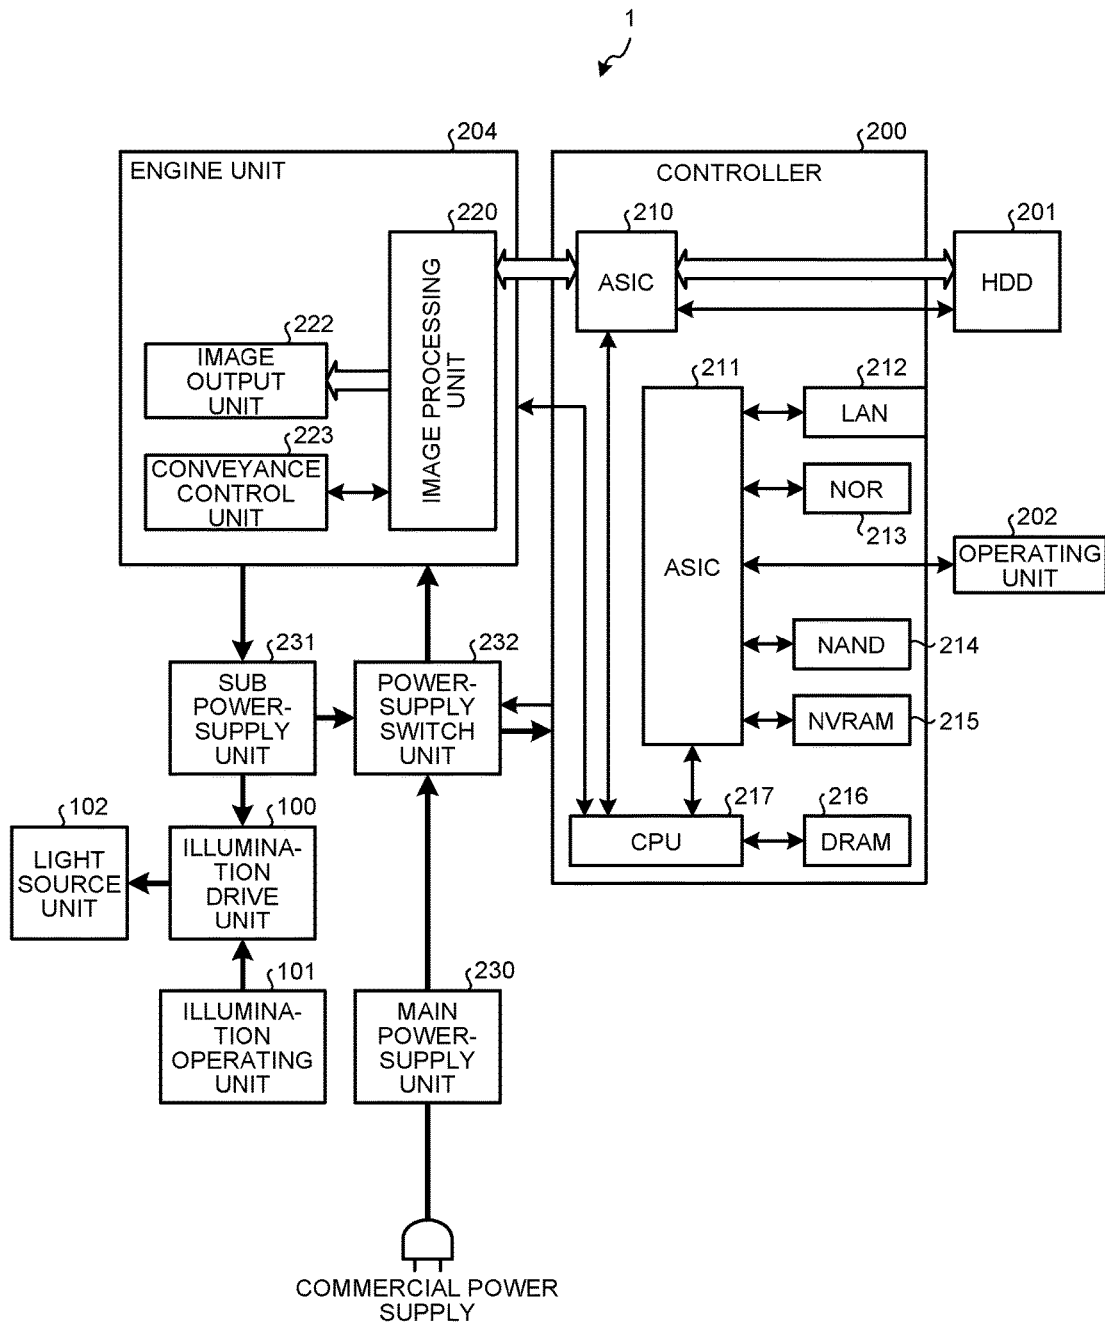 1
204
200
ENGINE UNIT
CONTROLLER
220
210
201
IMAGE PROCESSING
UNIT
ASIC
HDD
222
IMAGE
OUTPUT
UNIT
211
212
LAN
223
CONVEYANCE
CONTROL
UNIT
NOR
213
ASIC
202
OPERATING
UNIT
231
232
NAND
214
SUB
POWER-
SUPPLY
UNIT
POWER-
SUPPLY
SWITCH
UNIT
NVRAM
215
102
100
217
216
LIGHT
SOURCE
UNIT
ILLUMINA-
TION
DRIVE
UNIT
CPU
DRAM
101
230
ILLUMINA-
TION
OPERATING
UNIT
MAIN
POWER-
SUPPLY
UNIT
COMMERCIAL POWER
SUPPLY